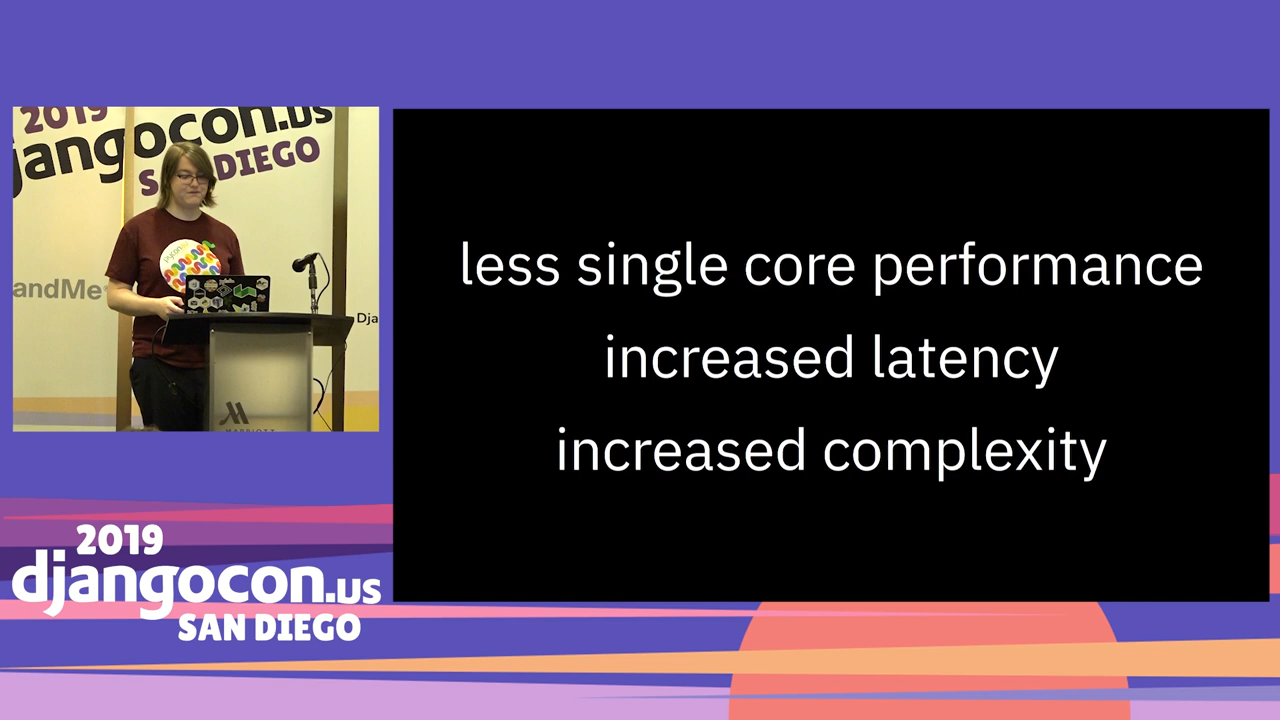 2019
djangocon.us
SAN DIEGO
andMe
Dja
MARRIOTT
less single core performance
increased latency
increased complexity
2019
djangocon.us
SAN DIEGO